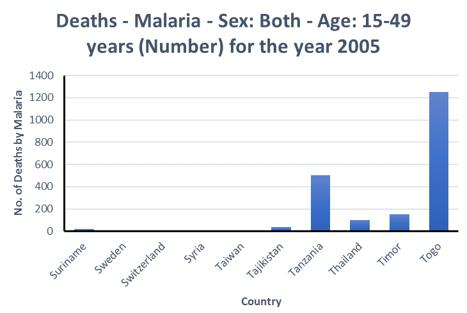 Deaths - Malaria - Sex: Both - Age: 15-49
years (Number) for the year 2005
1400
1200
1000
800
600
400
200
0
No. of Deaths by Malaria
Suriname
Sweden
Switzerland
Syria
Taiwan
Tajikistan
Tanzania
Thailand
Timor
Togo
Country